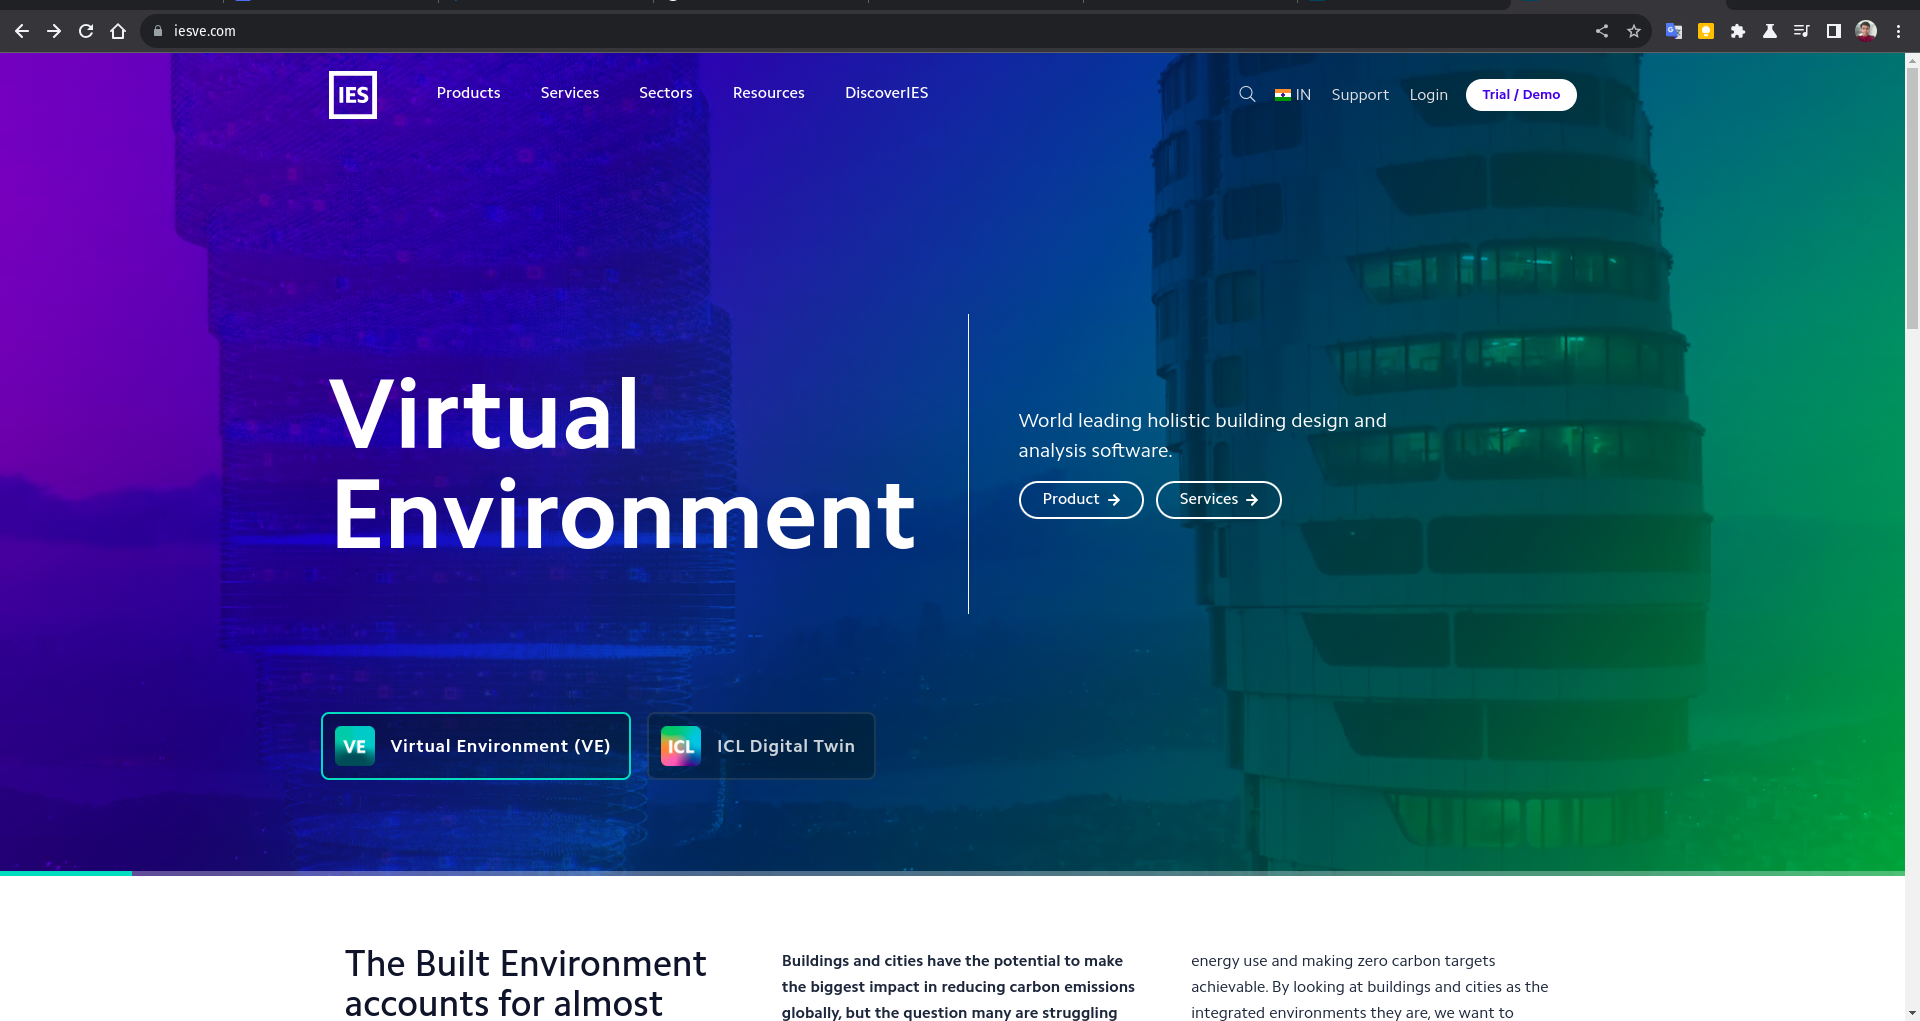 iesve.com
IES
Products Services Sectors Resources DiscoverIES
IN Support Login Trial / Demo
Virtual
Environment
World leading holistic building design and
analysis software.
Product → Services →
VE Virtual Environment (VE)
ICL ICL Digital Twin
The Built Environment
accounts for almost
Buildings and cities have the potential to make
the biggest impact in reducing carbon emissions
globally, but the question many are struggling
energy use and making zero carbon targets
achievable. By looking at buildings and cities as the
integrated environments they are, we want to